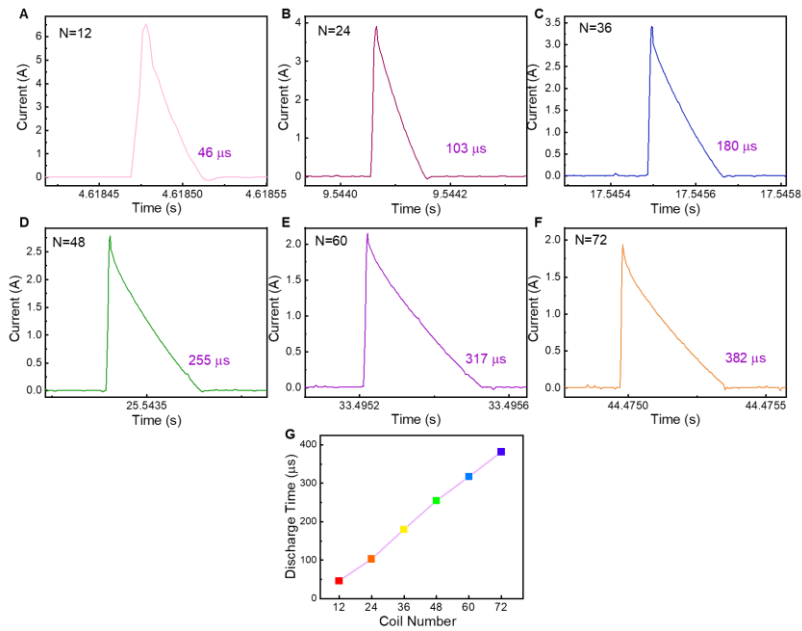 A
N=12
Current (A)
6
5
4
3
2
1
0
46 μs
4.61845
4.61850
4.61855
Time (s)
B
N=24
Current (A)
6
4
2
0
103 μs
9.5440
9.5442
Time (s)
C
N=36
Current (A)
3.5
3.0
2.5
2.0
1.5
1.0
0.5
0.0
180 μs
17.5454
17.5456
17.5458
Time (s)
D
N=48
Current (A)
2.5
2.0
1.5
1.0
0.5
0.0
255 μs
25.5435
Time (s)
E
N=60
Current (A)
2.0
1.5
1.0
0.5
0.0
317 μs
33.4952
33.4956
Time (s)
F
N=72
Current (A)
2.0
1.5
1.0
0.5
0.0
382 μs
44.4750
44.4755
Time (s)
G
Discharge Time (μs)
400
300
200
100
0
12
24
36
48
60
72
Coil Number